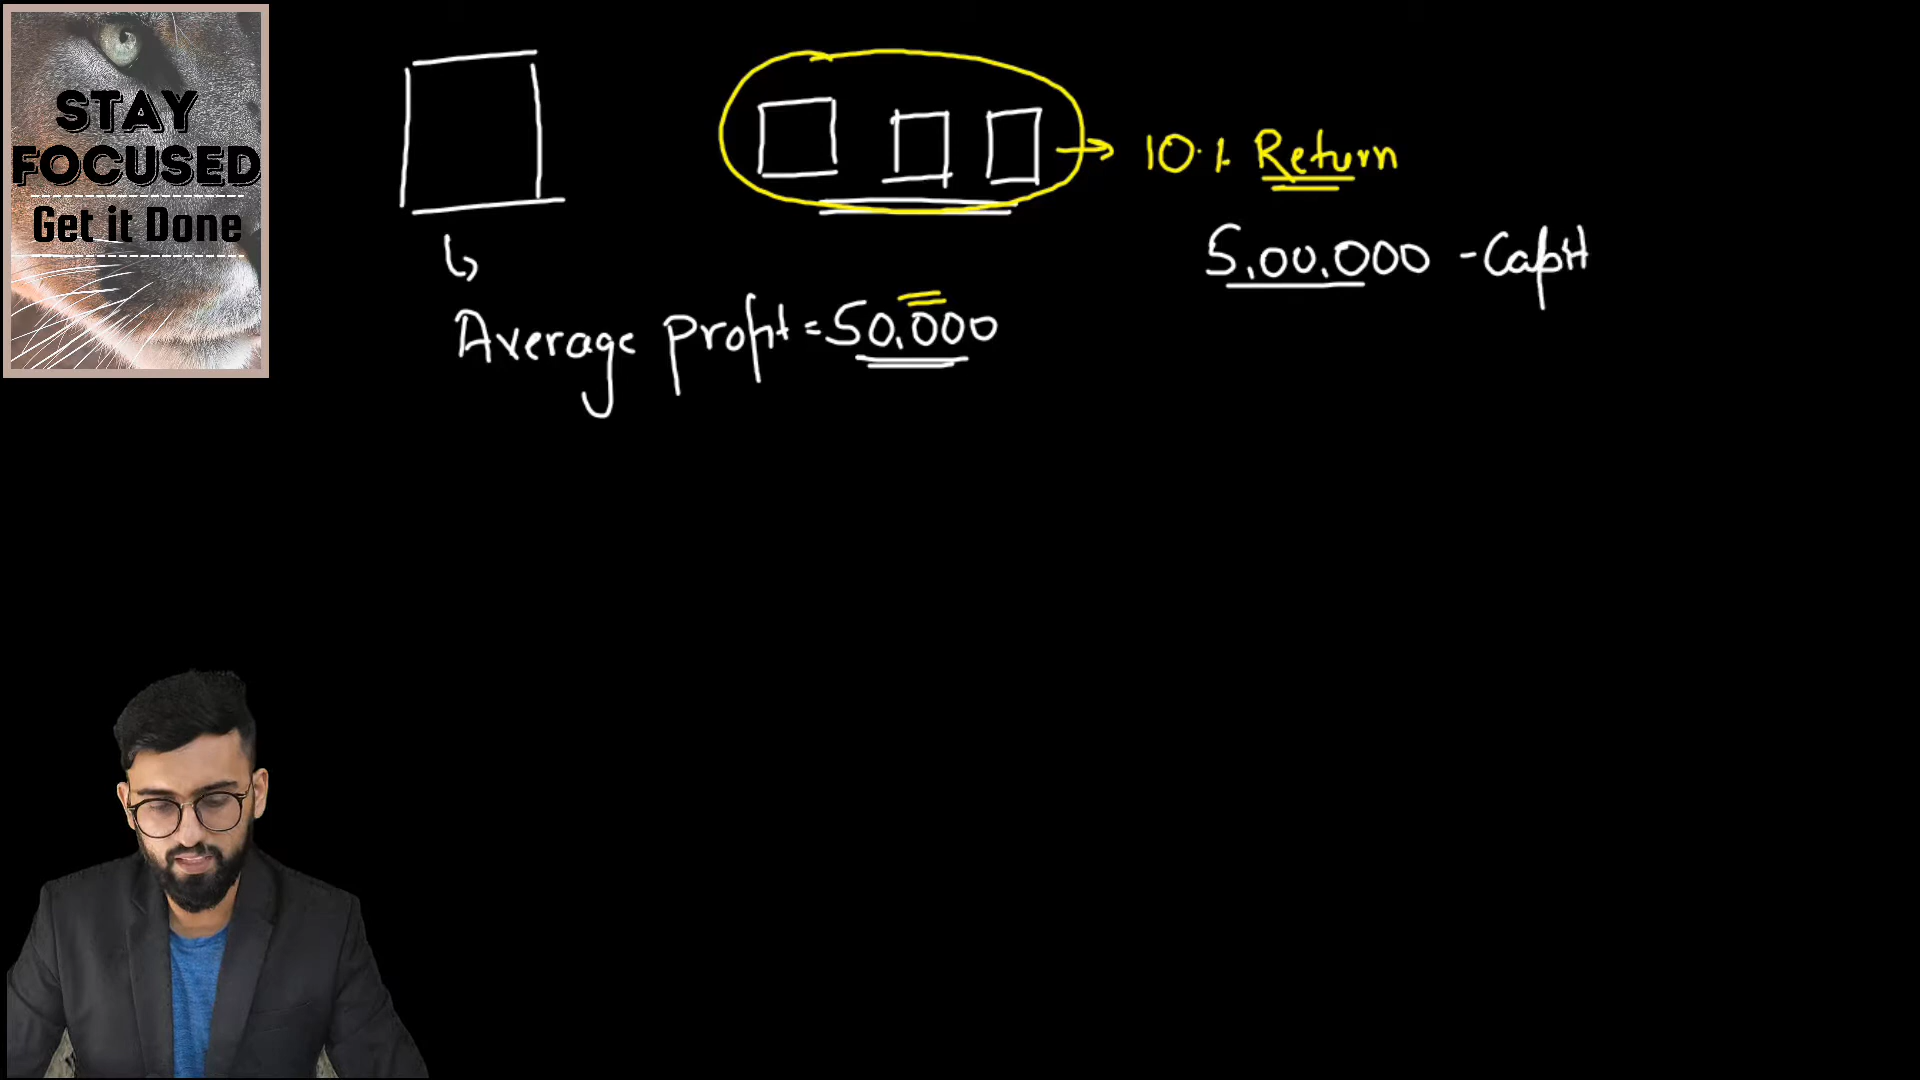 STAY
FOCUSED
Get it Done
10% Return
5,00,000 - Capit
Average profit = 50,000